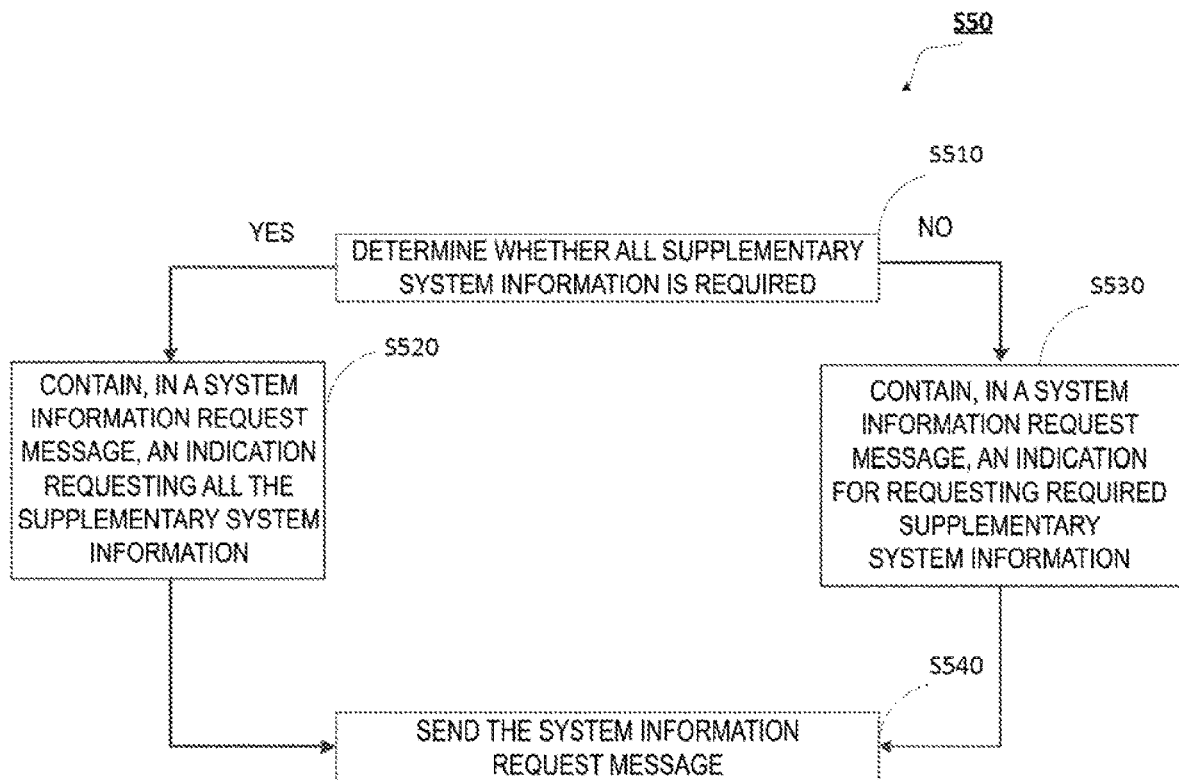 S50
S510
YES
NO
DETERMINE WHETHER ALL SUPPLEMENTARY
SYSTEM INFORMATION IS REQUIRED
S520
S530
CONTAIN, IN A SYSTEM
INFORMATION REQUEST
MESSAGE, AN INDICATION
REQUESTING ALL THE
SUPPLEMENTARY SYSTEM
INFORMATION
CONTAIN, IN A SYSTEM
INFORMATION REQUEST
MESSAGE, AN INDICATION
FOR REQUESTING REQUIRED
SUPPLEMENTARY
SYSTEM INFORMATION
S540
SEND THE SYSTEM INFORMATION
REQUEST MESSAGE